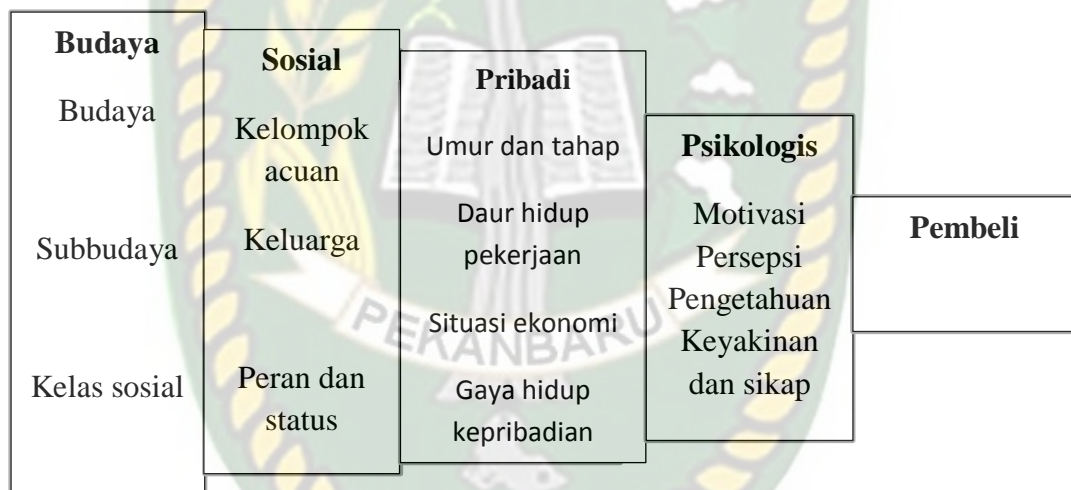 Budaya
Budaya
Subbudaya
Kelas sosial
Sosial
Kelompok
acuan
Keluarga
Peran dan
status
Pribadi
Umur dan tahap
Daur hidup
pekerjaan
Situasi ekonomi
Gaya hidup
kepribadian
Psikologis
Motivasi
Persepsi
Pengetahuan
Keyakinan
dan sikap
Pembeli
PEKANBARU